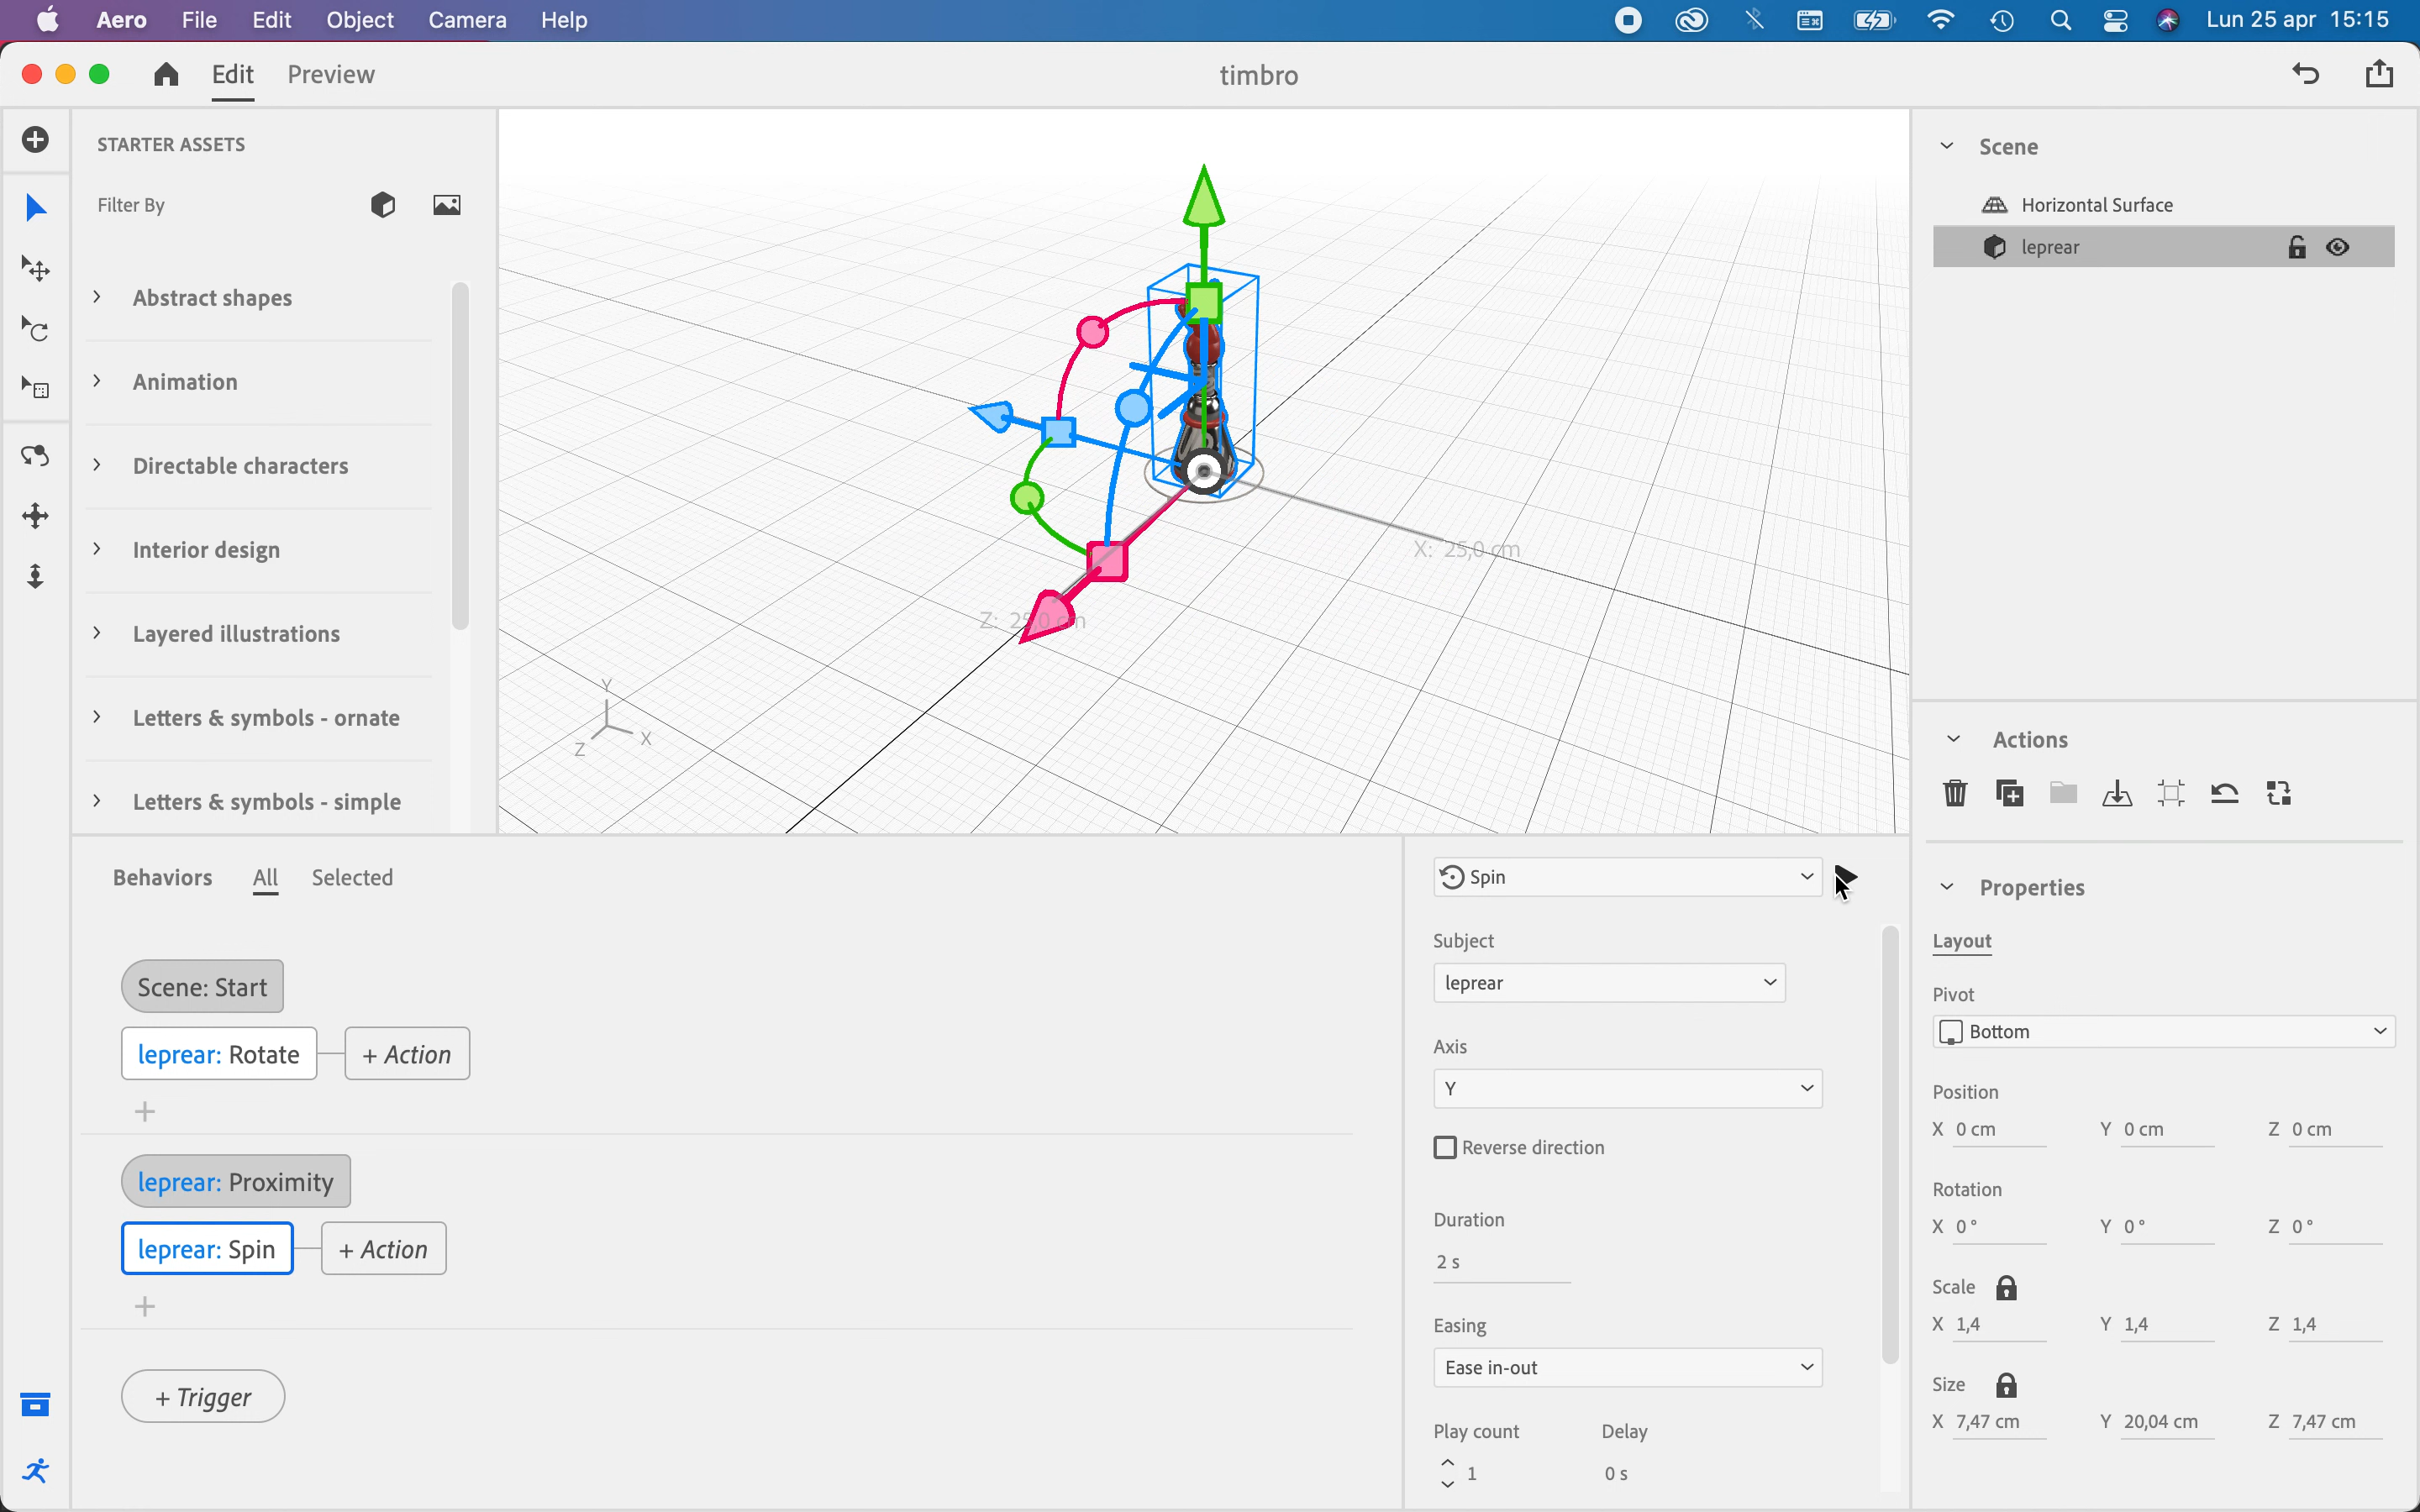 Aero File Edit Object Camera Help Lun 25 apr 15:15
Edit Preview timbro
STARTER ASSETS
Filter By
Abstract shapes
Animation
Directable characters
Interior design
Layered illustrations
Letters & symbols - ornate
Letters & symbols - simple
X: 25,0 cm
Z: 25,0 cm
Y
X
Z
Scene
Horizontal Surface
leprear
Actions
Behaviors All Selected
Scene: Start
leprear: Rotate + Action
+
leprear: Proximity
leprear: Spin + Action
+
+ Trigger
Spin
Subject
leprear
Axis
Y
Reverse direction
Duration
2 s
Easing
Ease in-out
Play count Delay
1 0 s
Properties
Layout
Pivot
Bottom
Position
X 0 cm Y 0 cm Z 0 cm
Rotation
X 0° Y 0° Z 0°
Scale
X 1,4 Y 1,4 Z 1,4
Size
X 7,47 cm Y 20,04 cm Z 7,47 cm